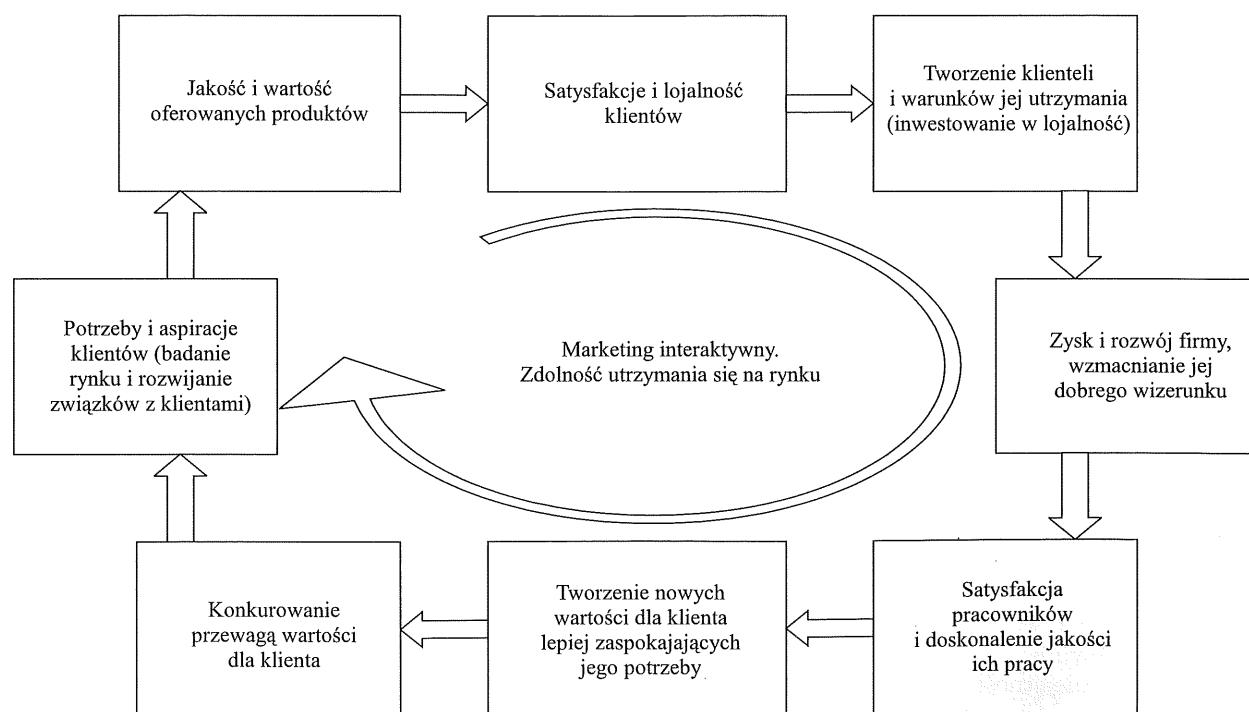 Jakość i wartość
oferowanych produktów
Satysfakcje i lojalność
klientów
Tworzenie klienteli
i warunków jej utrzymania
(inwestowanie w lojalność)
Potrzeby i aspiracje
klientów (badanie
rynku i rozwijanie
związków z klientami)
Marketing interaktywny.
Zdolność utrzymania się na rynku
Zysk i rozwój firmy,
wzmacnianie jej
dobrego wizerunku
Konkurowanie
przewagą wartości
dla klienta
Tworzenie nowych
wartości dla klienta
lepiej zaspokajających
jego potrzeby
Satysfakcja
pracowników
i doskonalenie jakości
ich pracy